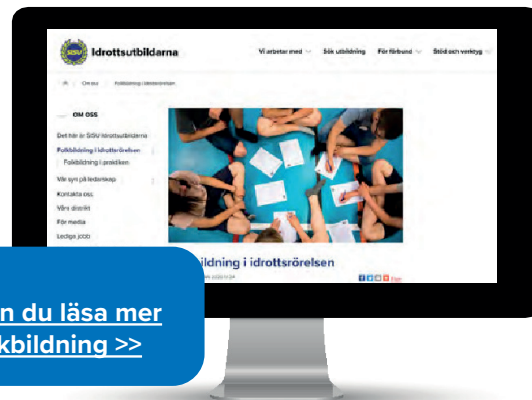 SISU
Idrottsutbildarna
Vi arbetar med
Sök utbildning
För förbund
Stöd och verktyg
Om oss
Folkbildning i idrottsrörelsen
OM OSS
Det här är SISU Idrottsutbildarna
Folkbildning i idrottsrörelsen
Folkbildning i praktiken
Vår syn på ledarskap
Kontakta oss
Våra distrikt
För media
Lediga jobb
ildning i idrottsrörelsen
n du läsa mer
kbildning >>